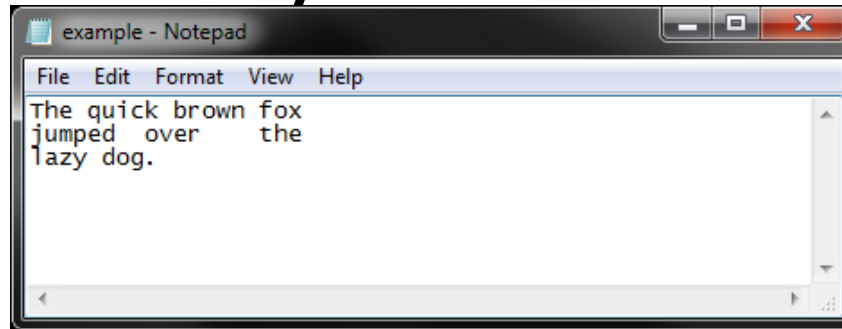 example - Notepad
File Edit Format View Help
The quick brown fox
jumped  over    the
lazy dog.